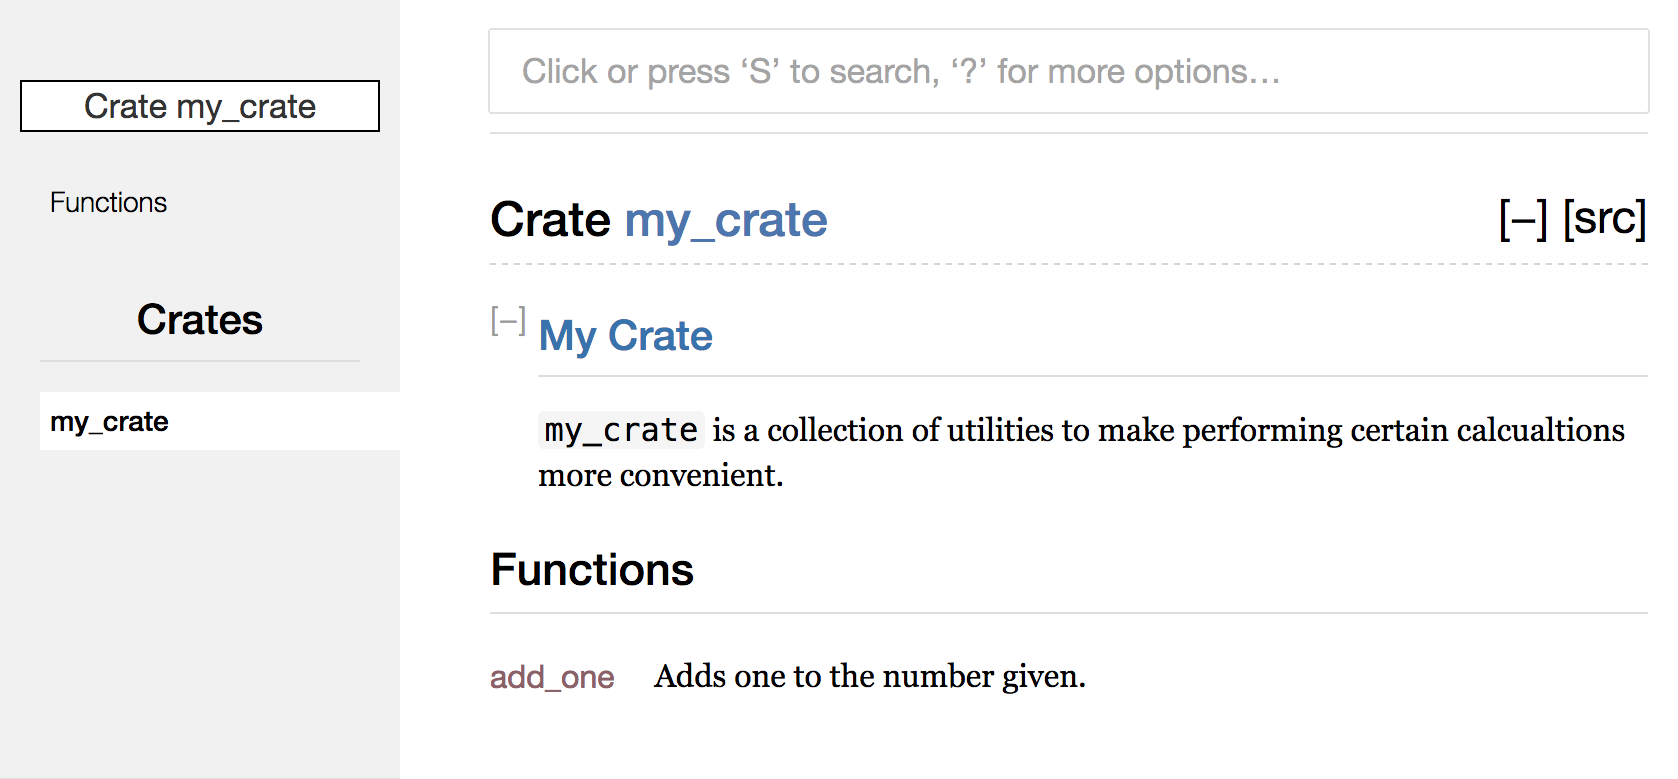 Crate my_crate
Functions
Crates
my_crate
Click or press ‘S’ to search, ‘?’ for more options…
Crate my_crate [–] [src]
[–] My Crate
my_crate is a collection of utilities to make performing certain calcualtions
more convenient.
Functions
add_one Adds one to the number given.